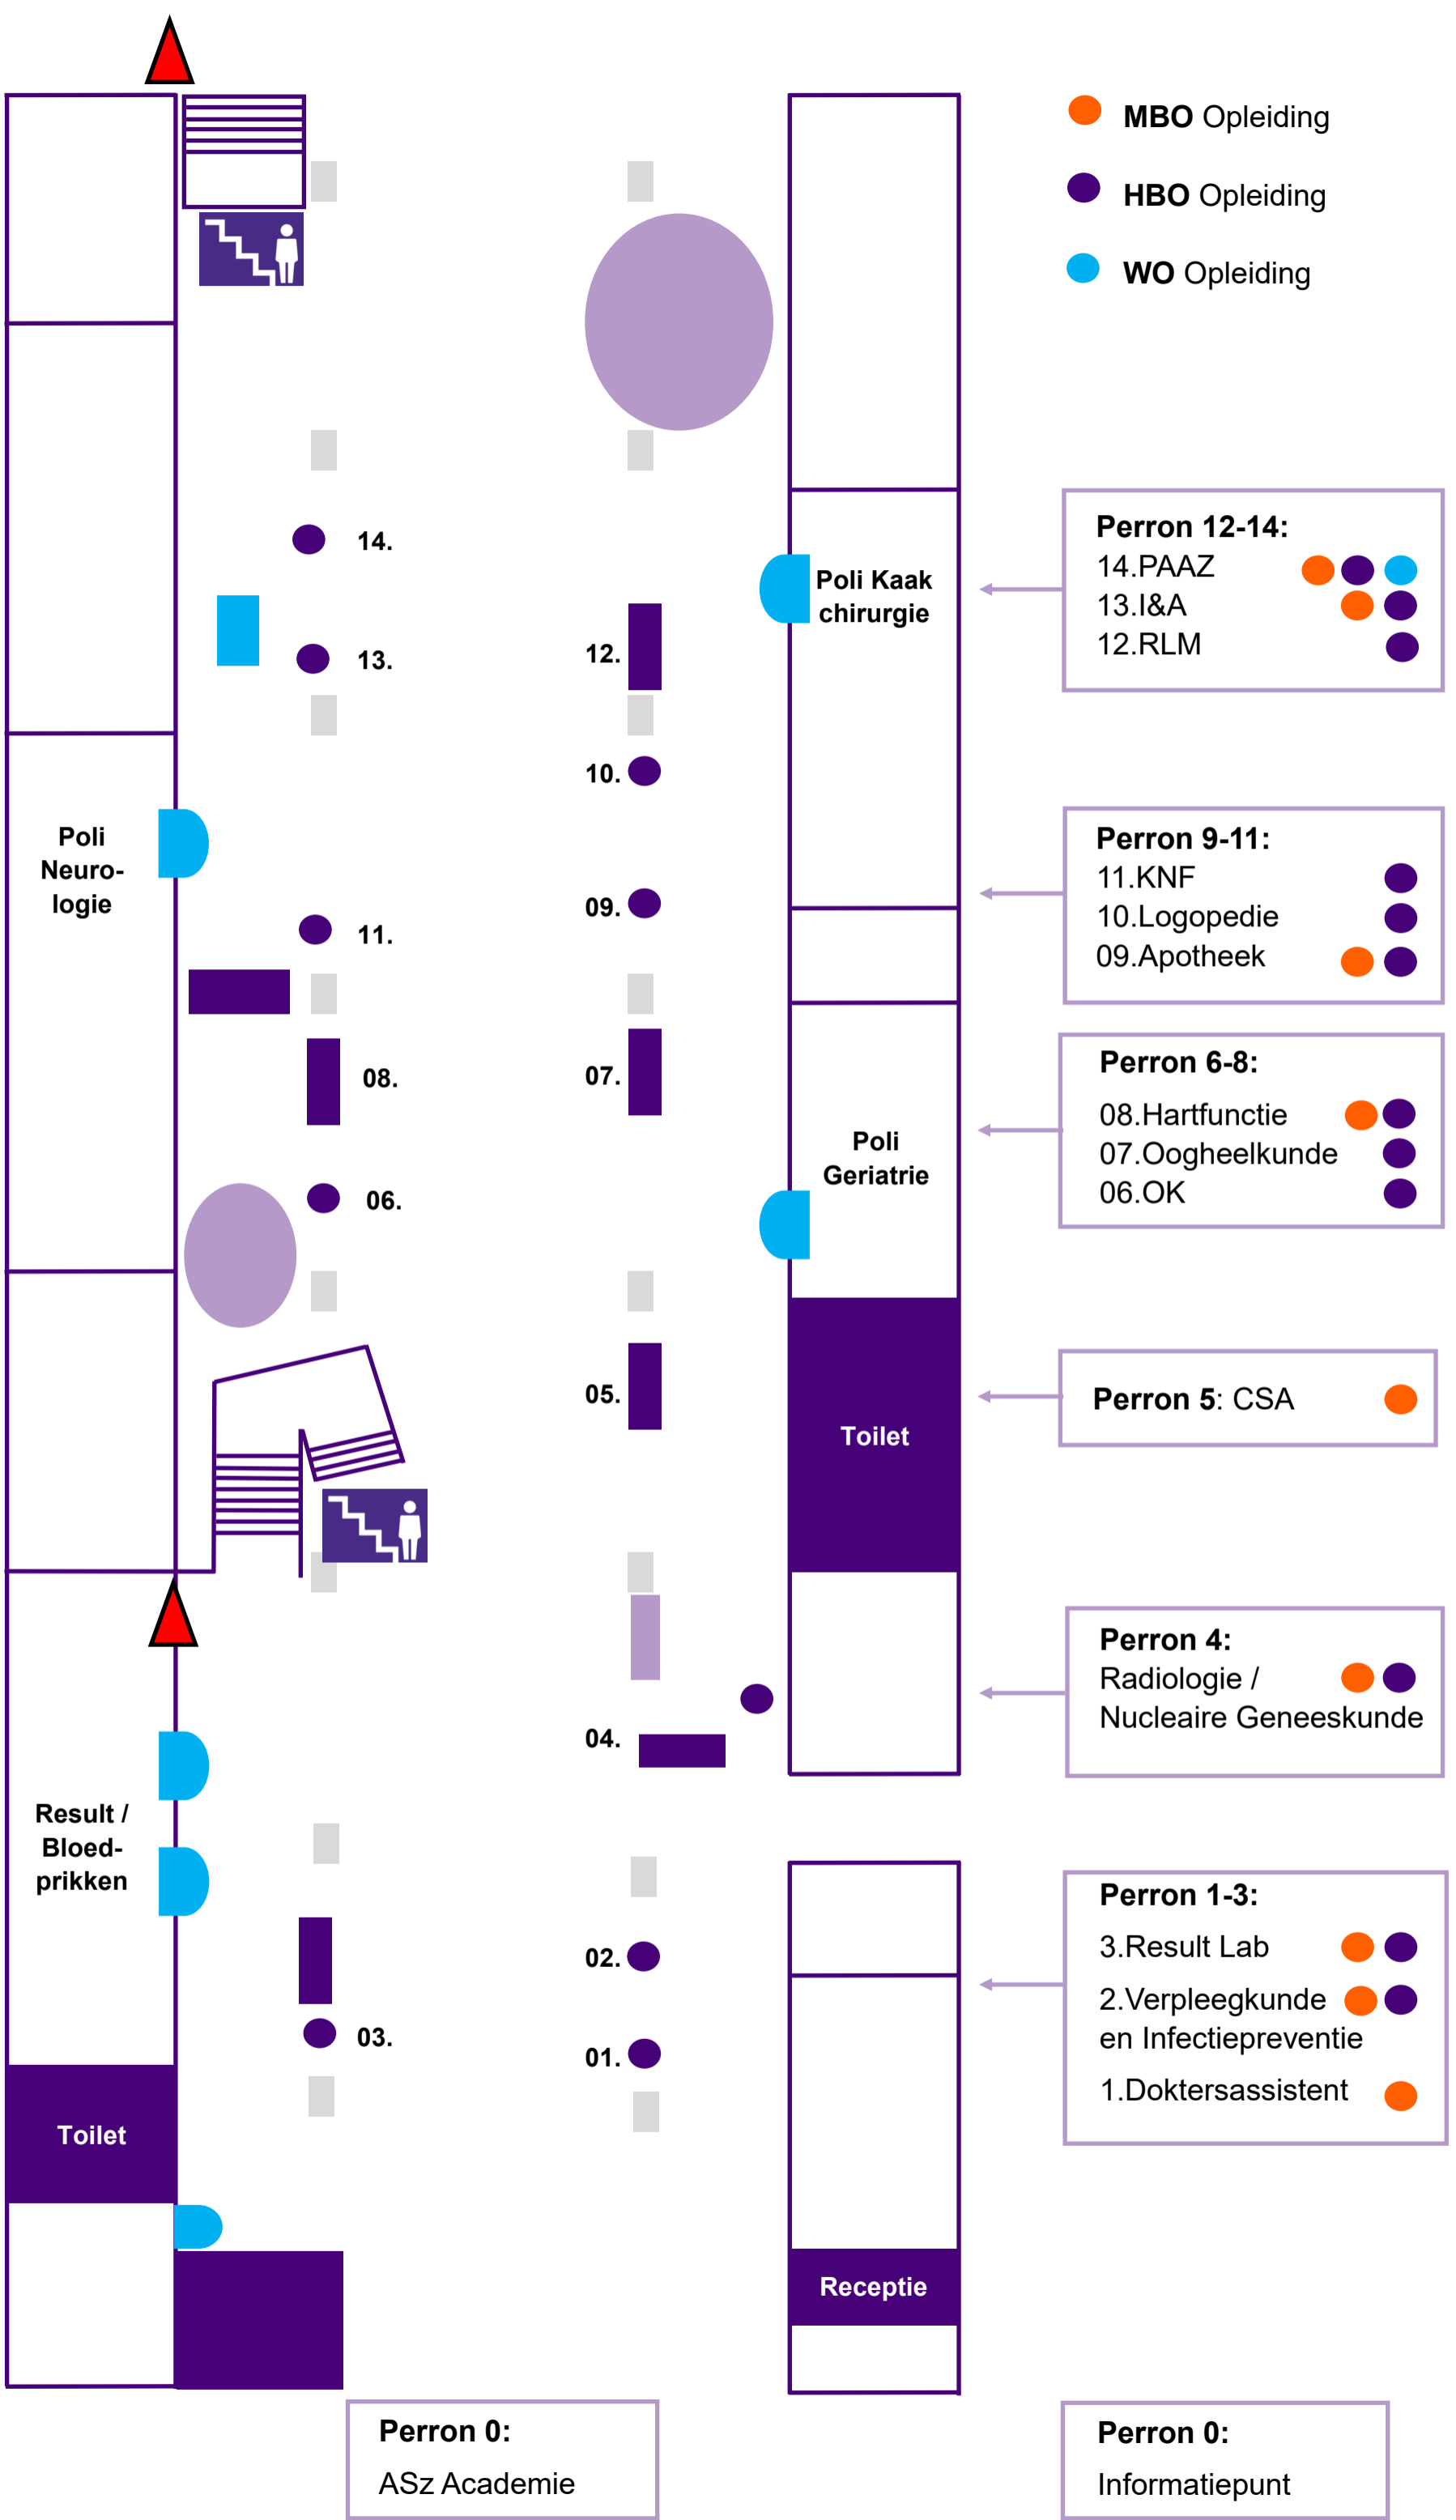 MBO Opleiding
HBO Opleiding
WO Opleiding
14.
13.
12.
10.
09.
11.
08.
07.
06.
05.
04.
02.
03.
01.
Poli Kaak
chirurgie
Poli
Neuro-
logie
Poli
Geriatrie
Toilet
Result /
Bloed-
prikken
Toilet
Receptie
Perron 12-14:
14.PAAZ
13.I&A
12.RLM
Perron 9-11:
11.KNF
10.Logopedie
09.Apotheek
Perron 6-8:
08.Hartfunctie
07.Oogheelkunde
06.OK
Perron 5: CSA
Perron 4:
Radiologie /
Nucleaire Geneeskunde
Perron 1-3:
3.Result Lab
2.Verpleegkunde
en Infectiepreventie
1.Doktersassistent
Perron 0:
ASz Academie
Perron 0:
Informatiepunt